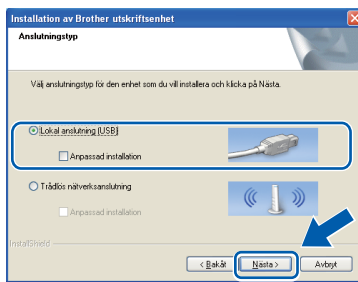 Installation av Brother utskriftsenhet
Anslutningstyp
Välj anslutningstyp för den enhet som du vill installera och klicka på Nästa.
Lokal anslutning (USB)
Anpassad installation
Trådlös nätverksanslutning
Anpassad installation
InstallShield
< Bakåt
Nästa >
Avbryt